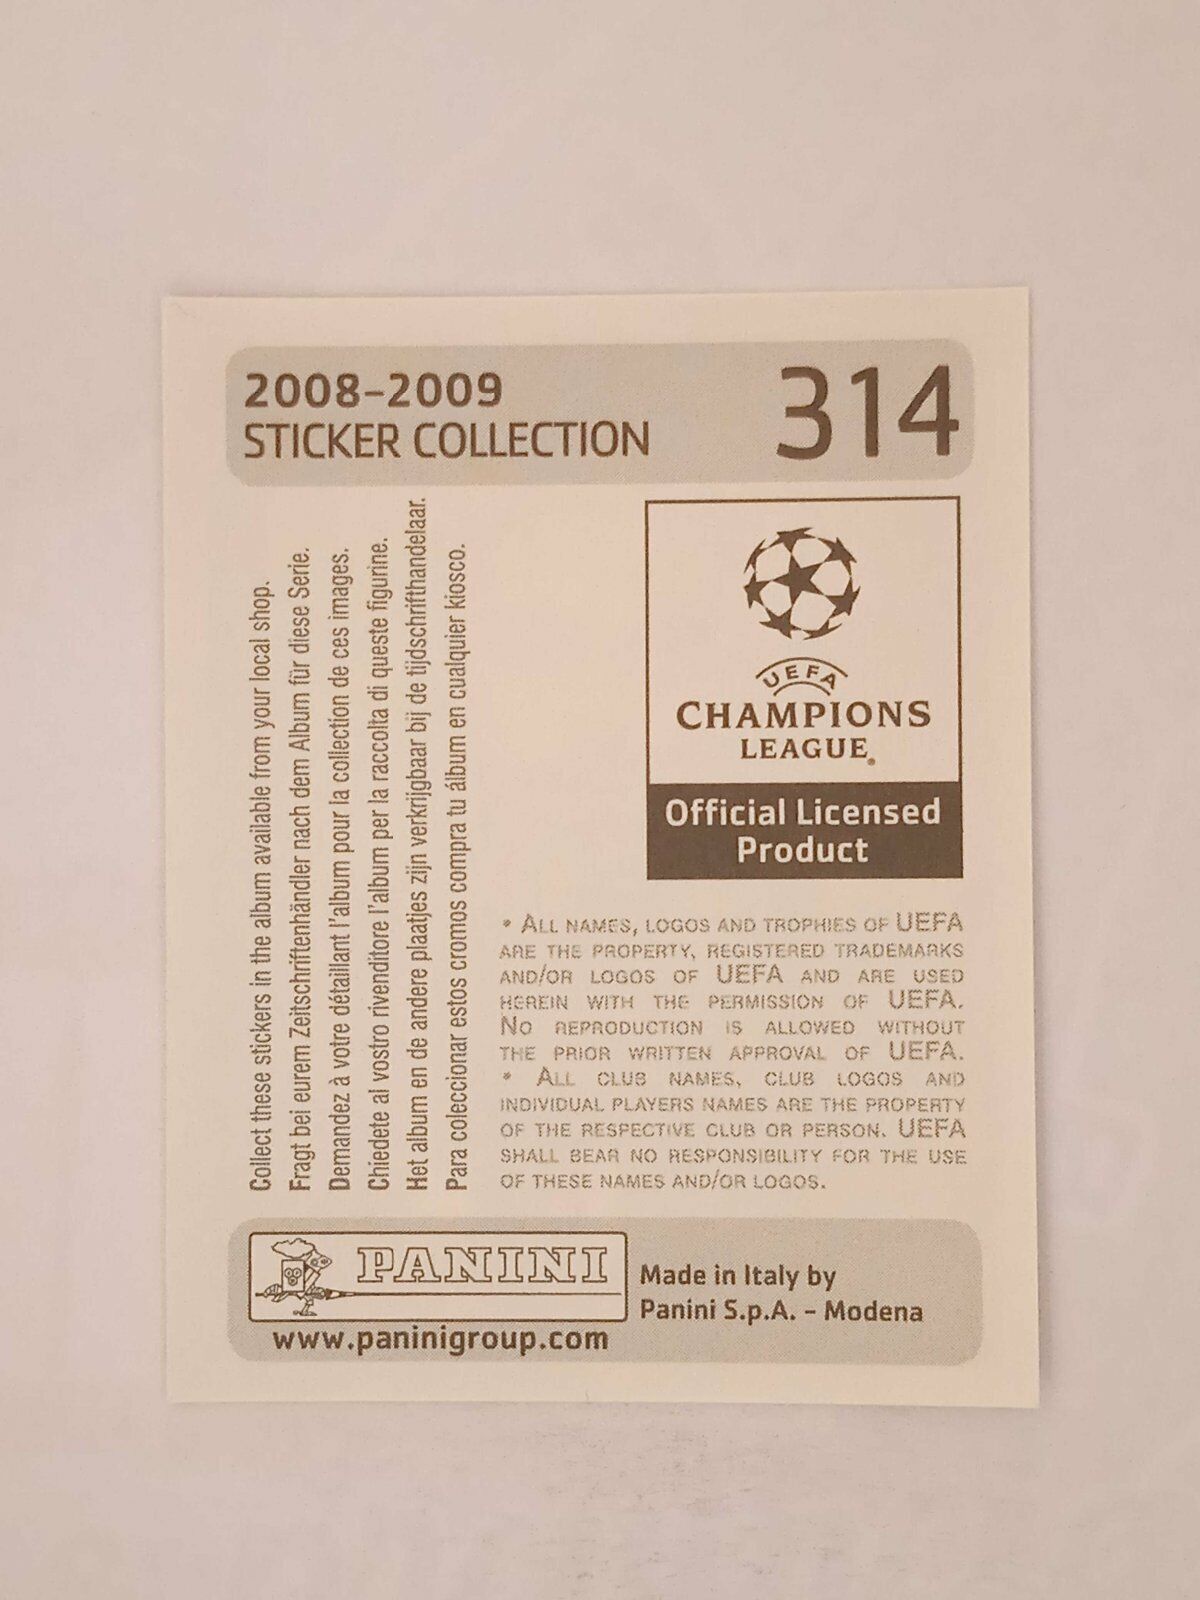 2008-2009
STICKER COLLECTION
314
Collect these stickers in the album available from your local shop.
Fragt bei eurem Zeitschriftenhändler nach dem Album für diese Serie.
Demandez à votre détaillant l'album pour la collection de ces images.
Chiedete al vostro rivenditore l'album per la raccolta di queste figurine.
Het album en de andere plaatjes zijn verkrijgbaar bij de tijdschrifthandelaar.
Para coleccionar estos cromos compra tu álbum en cualquier kiosco.
UEFA
CHAMPIONS
LEAGUE®
Official Licensed
Product
* ALL NAMES, LOGOS AND TROPHIES OF UEFA
ARE THE PROPERTY, REGISTERED TRADEMARKS
AND/OR LOGOS OF UEFA AND ARE USED
HEREIN WITH THE PERMISSION OF UEFA.
NO REPRODUCTION IS ALLOWED WITHOUT
THE PRIOR WRITTEN APPROVAL OF UEFA.
* ALL CLUB NAMES, CLUB LOGOS AND
INDIVIDUAL PLAYERS NAMES ARE THE PROPERTY
OF THE RESPECTIVE CLUB OR PERSON. UEFA
SHALL BEAR NO RESPONSIBILITY FOR THE USE
OF THESE NAMES AND/OR LOGOS.
PANINI
www.paninigroup.com
Made in Italy by
Panini S.p.A. - Modena